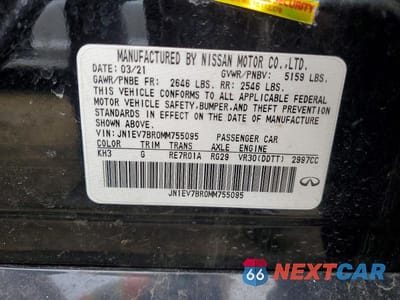 SECURITY
MANUFACTURED BY NISSAN MOTOR CO.,LTD.
DATE: 03/21 GVWR/PNBV: 5159 LBS.
GAWR/PNBE FR: 2646 LBS. RR: 2546 LBS.
THIS VEHICLE CONFORMS TO ALL APPLICABLE FEDERAL
MOTOR VEHICLE SAFETY,BUMPER,AND THEFT PREVENTION
STANDARDS IN EFFECT ON THE DATE OF MANUFACTURE
SHOWN ABOVE.
VIN: JN1EV7BR0MM755095 PASSENGER CAR
COLOR TRIM TRANS AXLE ENGINE
KH3 G RE7R01A RG29 VR30(DDTT) 2997CC
JN1EV7BR0MM755095
66 NEXTCAR